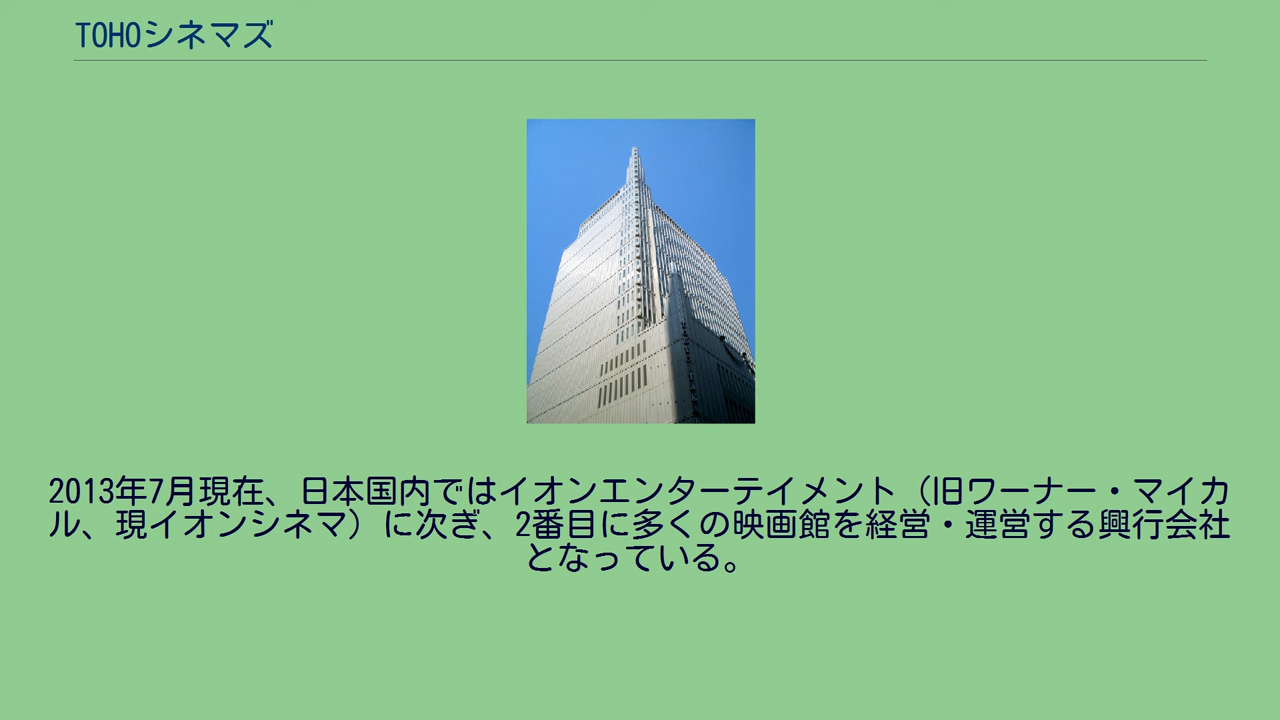 TOHOシネマズ
2013年7月現在、日本国内ではイオンエンターテイメント（旧ワーナー・マイカ
ル、現イオンシネマ）に次ぎ、2番目に多くの映画館を経営・運営する興行会社
となっている。